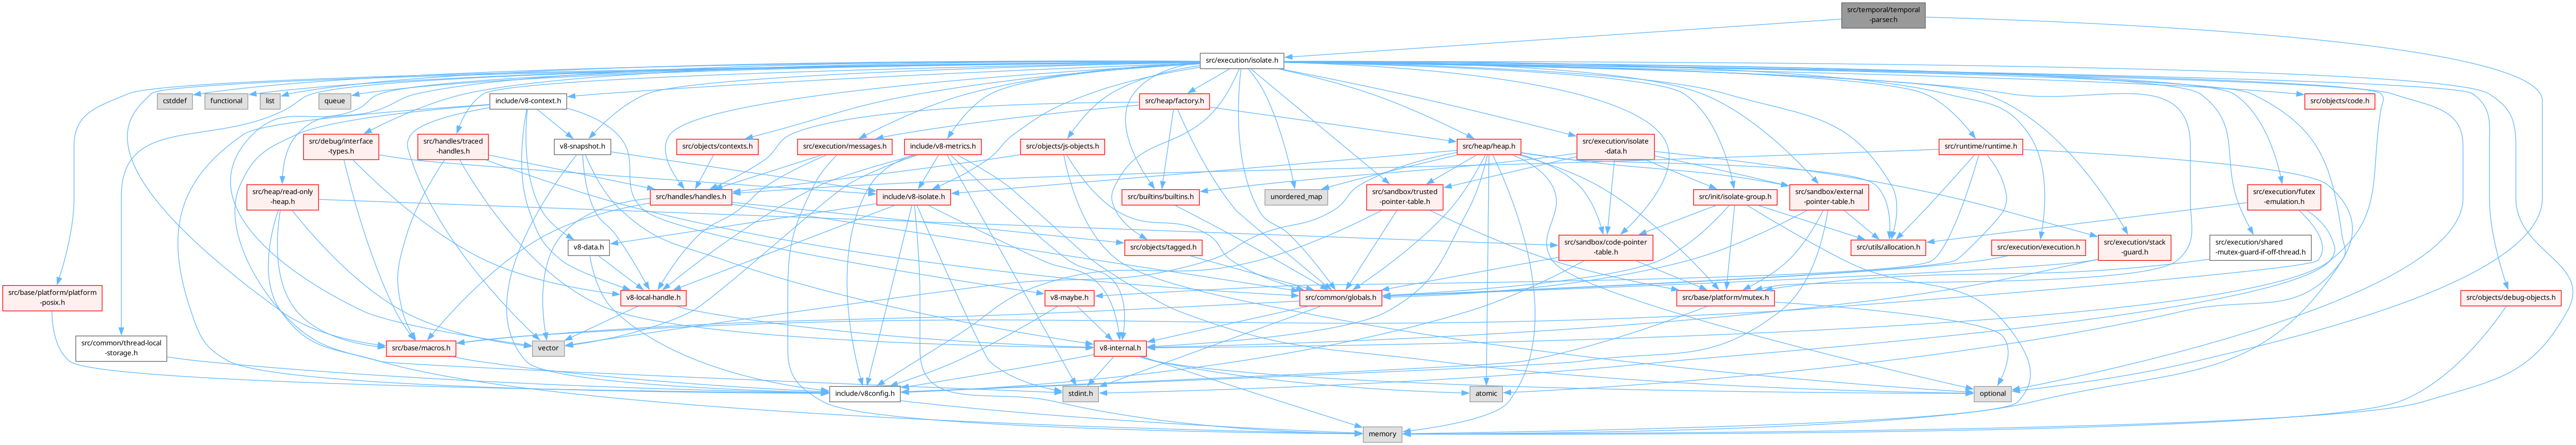 src/temporal/temporal
-parser.h
src/execution/isolate.h
cstddef
functional
list
queue
include/v8-context.h
src/heap/factory.h
src/objects/code.h
src/debug/interface
-types.h
src/handles/traced
-handles.h
v8-snapshot.h
src/objects/contexts.h
src/execution/messages.h
include/v8-metrics.h
src/objects/js-objects.h
src/heap/heap.h
src/execution/isolate
-data.h
src/runtime/runtime.h
src/heap/read-only
-heap.h
src/handles/handles.h
include/v8-isolate.h
src/builtins/builtins.h
unordered_map
src/sandbox/trusted
-pointer-table.h
src/init/isolate-group.h
src/sandbox/external
-pointer-table.h
src/execution/futex
-emulation.h
v8-data.h
src/objects/tagged.h
src/sandbox/code-pointer
-table.h
src/utils/allocation.h
src/execution/execution.h
src/execution/stack
-guard.h
src/execution/shared
-mutex-guard-if-off-thread.h
src/base/platform/platform
-posix.h
v8-local-handle.h
v8-maybe.h
src/common/globals.h
src/base/platform/mutex.h
src/objects/debug-objects.h
src/common/thread-local
-storage.h
src/base/macros.h
vector
v8-internal.h
include/v8config.h
stdint.h
atomic
optional
memory